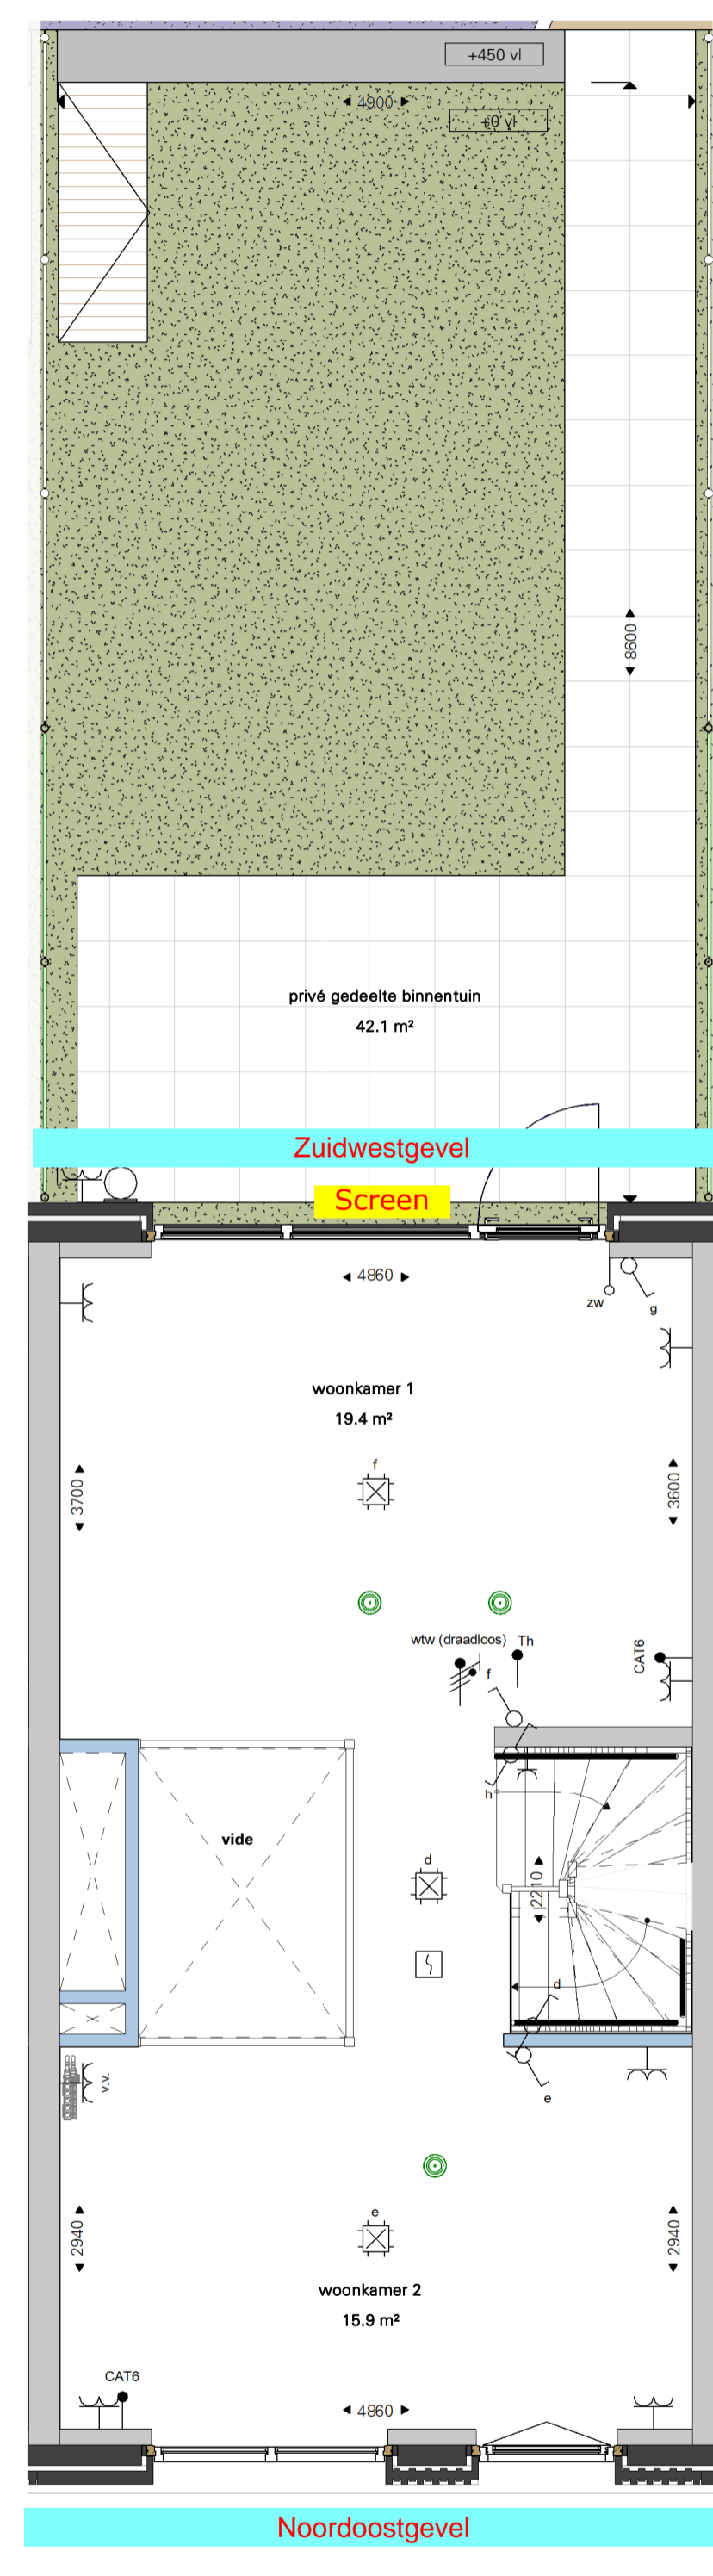 +450 vl
4900
+0 vl
8600
privé gedeelte binnentuin
42.1 m²
Zuidwestgevel
Screen
4860
zw
g
woonkamer 1
19.4 m²
f
3700
3600
wtw (draadloos)
Th
f
CAT6
h
vide
d
2210
d
e
v.v.
e
2940
2940
woonkamer 2
15.9 m²
CAT6
4860
Noordoostgevel